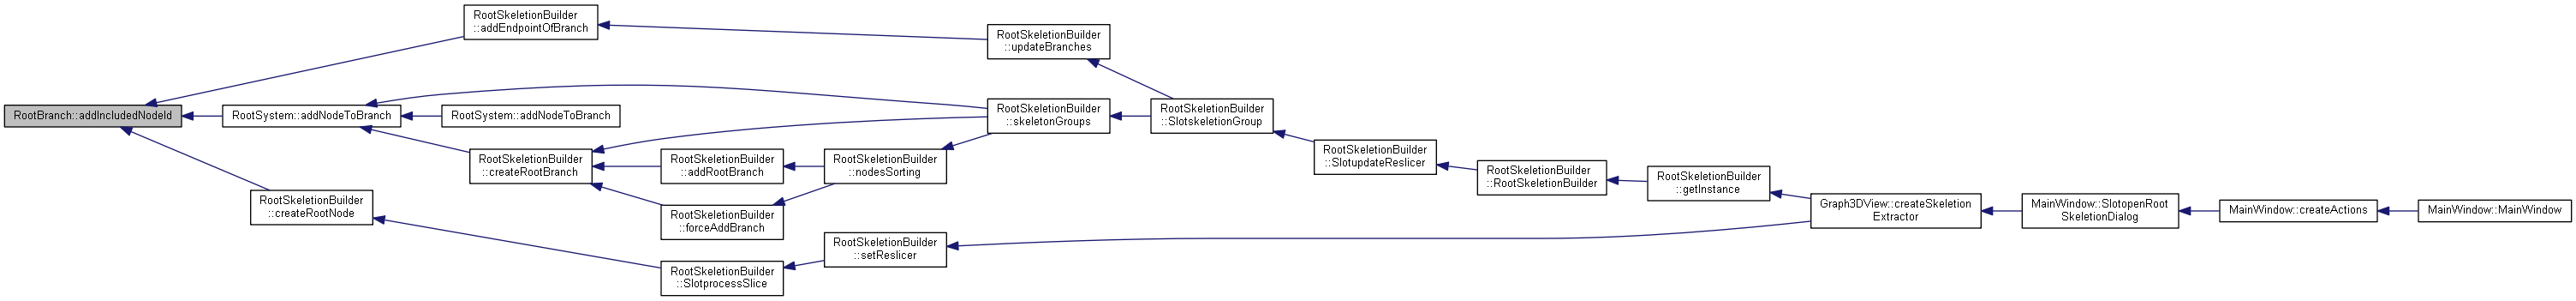 RootSkeletionBuilder
::addEndpointOfBranch
RootSkeletionBuilder
::updateBranches
RootBranch::addIncludedNodeId
RootSystem::addNodeToBranch
RootSystem::addNodeToBranch
RootSkeletionBuilder
::skeletonGroups
RootSkeletionBuilder
::SlotskeletionGroup
RootSkeletionBuilder
::createRootBranch
RootSkeletionBuilder
::addRootBranch
RootSkeletionBuilder
::nodesSorting
RootSkeletionBuilder
::SlotupdateReslicer
RootSkeletionBuilder
::RootSkeletionBuilder
RootSkeletionBuilder
::getInstance
RootSkeletionBuilder
::createRootNode
RootSkeletionBuilder
::forceAddBranch
Graph3DView::createSkeletion
Extractor
MainWindow::SlotopenRoot
SkeletionDialog
MainWindow::createActions
MainWindow::MainWindow
RootSkeletionBuilder
::setReslicer
RootSkeletionBuilder
::SlotprocessSlice